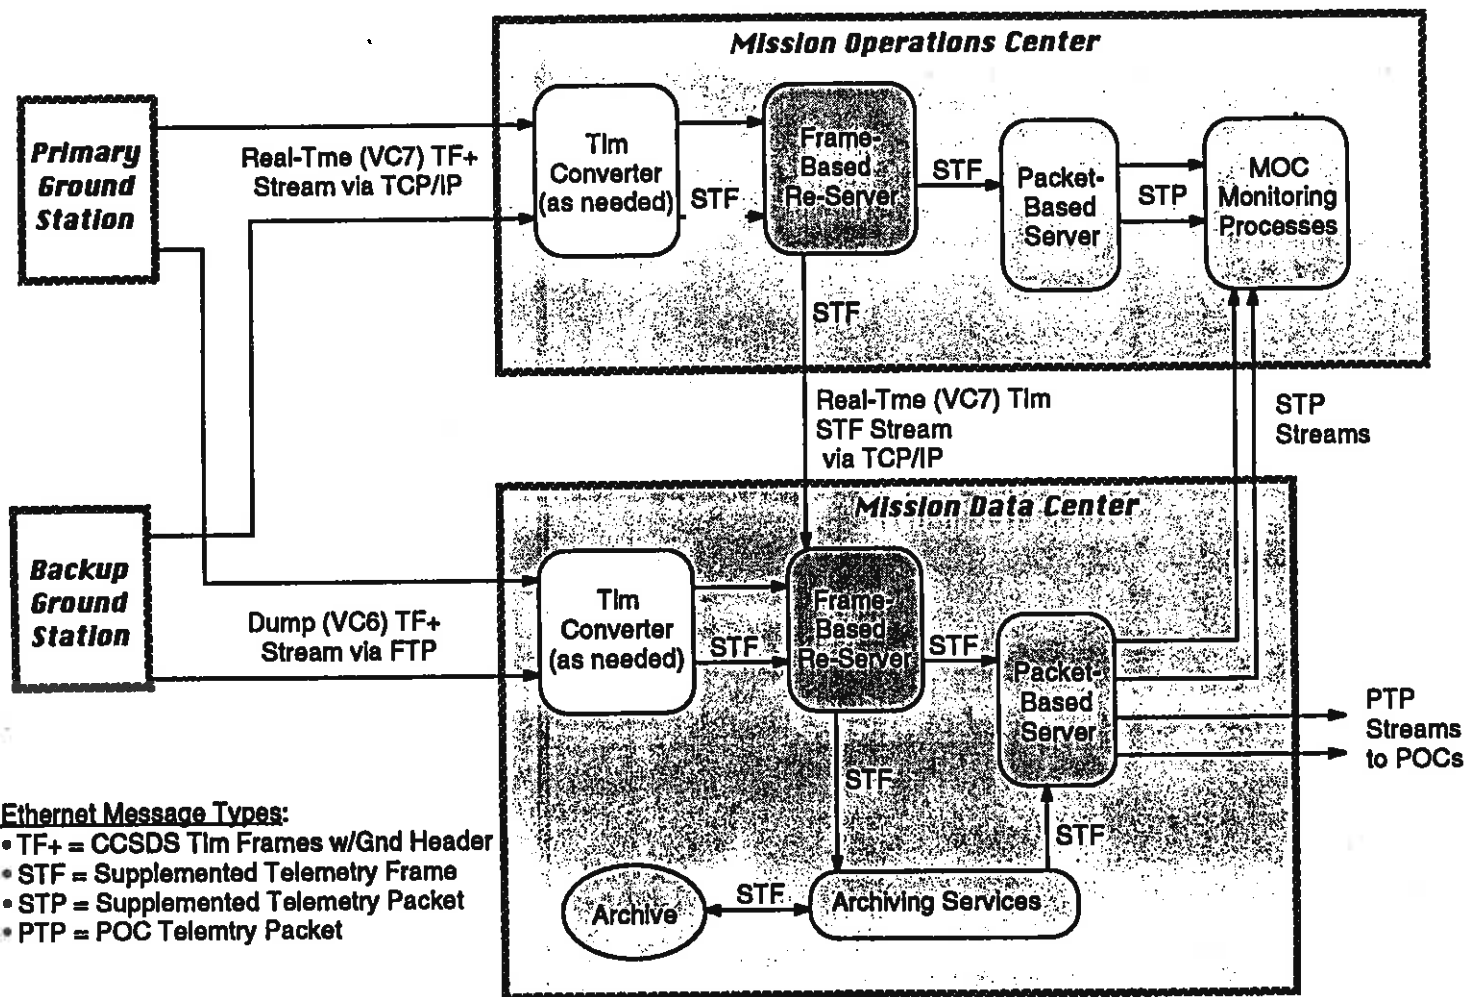 Mission Operations Center
Primary
Ground
Station
Real-Tme (VC7) TF+
Stream via TCP/IP
Tlm
Converter
(as needed)
STF
Frame-
Based
Re-Server
STF
Packet-
Based
Server
STP
MOC
Monitoring
Processes
STF
Real-Tme (VC7) Tlm
STF Stream
via TCP/IP
STP
Streams
Mission Data Center
Backup
Ground
Station
Dump (VC6) TF+
Stream via FTP
Tlm
Converter
(as needed)
STF
Frame-
Based
Re-Server
STF
Packet-
Based
Server
PTP
Streams
to POCs
STF
STF
Archive
STF
Archiving Services
Ethernet Message Types:
• TF+ = CCSDS Tlm Frames w/Gnd Header
• STF = Supplemented Telemetry Frame
• STP = Supplemented Telemetry Packet
• PTP = POC Telemtry Packet